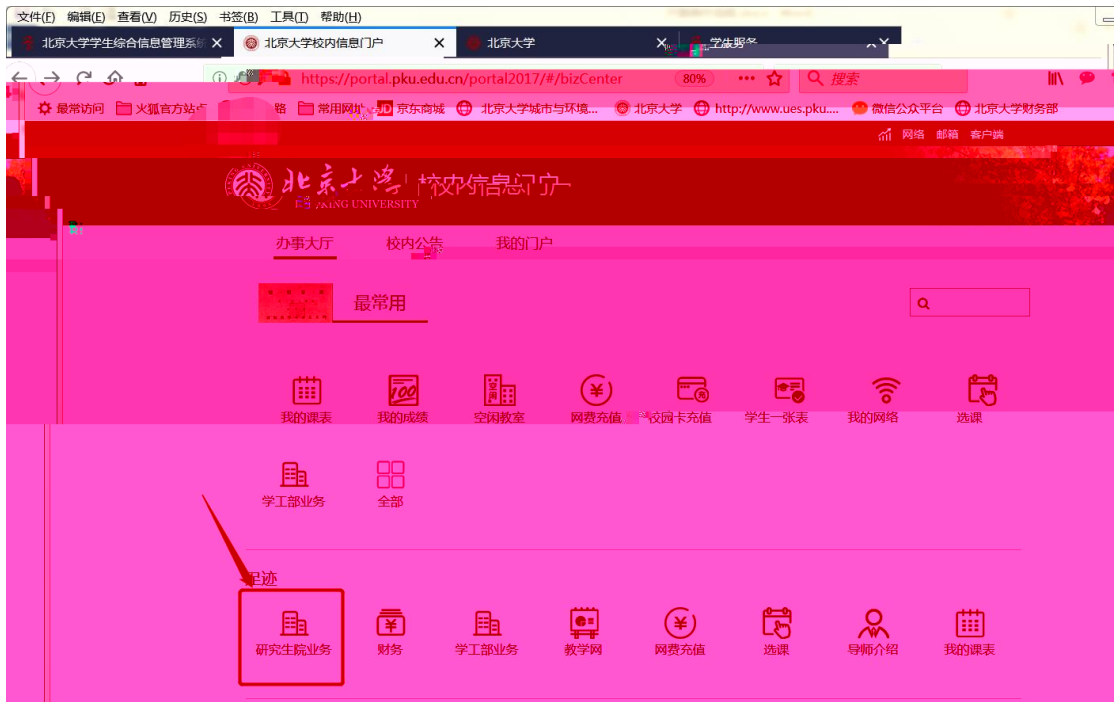 文件(F) 编辑(E) 查看(V) 历史(S) 书签(B) 工具(T) 帮助(H)
北京大学学生综合信息管理系统 北京大学校内信息门户 北京大学
https://portal.pku.edu.cn/portal2017/#/bizCenter 80% 搜索
最常访问 火狐官方站点 常用网址 JD 京东商城 北京大学城市与环境... 北京大学 http://www.ues.pku.... 微信公众平台 北京大学财务部
网络 邮箱 客户端
北京大学 校内信息门户
PEKING UNIVERSITY
办事大厅 校内公告 我的门户
最常用
我的课表 我的成绩 空闲教室 网费充值 校园卡充值 学生一张表 我的网络 选课
学工部业务 全部
足迹
研究生院业务 财务 学工部业务 教学网 网费充值 选课 导师介绍 我的课表